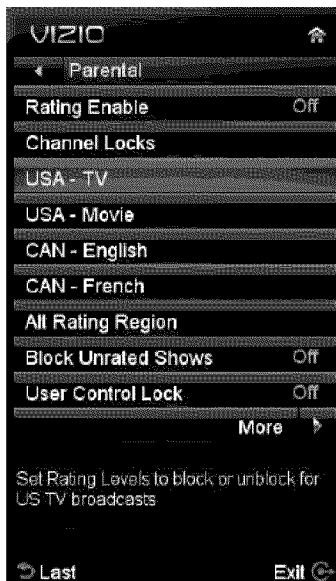 VIZIO
Parental
Rating Enable Off
Channel Locks
USA - TV
USA - Movie
CAN - English
CAN - French
Alt Rating Region
Block Unrated Shows Off
User Control Lock Off
More
Set Rating Levels to block or unblock for
US TV broadcasts
Last Exit